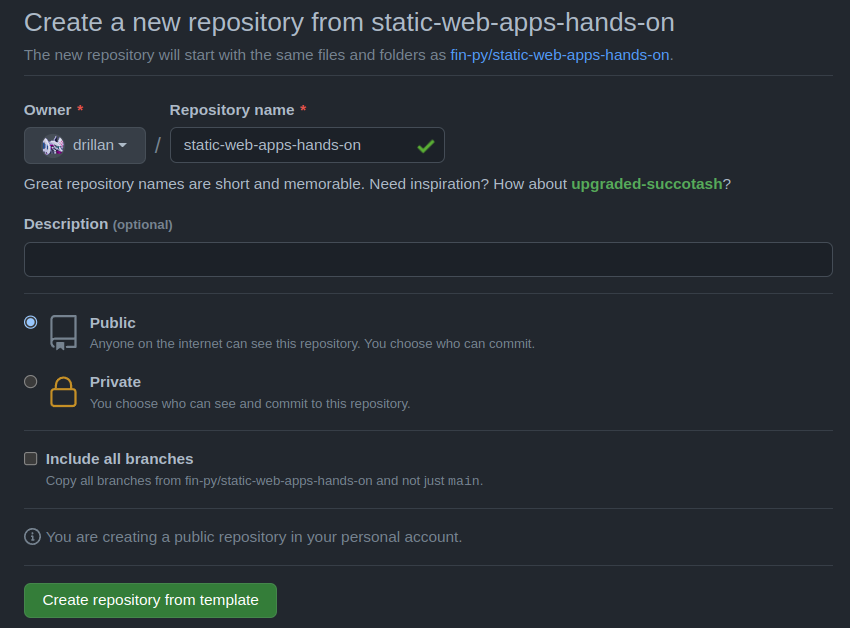 Create a new repository from static-web-apps-hands-on
The new repository will start with the same files and folders as fin-py/static-web-apps-hands-on.
Owner * Repository name *
drillan / static-web-apps-hands-on
Great repository names are short and memorable. Need inspiration? How about upgraded-succotash?
Description (optional)
Public
Anyone on the internet can see this repository. You choose who can commit.
Private
You choose who can see and commit to this repository.
Include all branches
Copy all branches from fin-py/static-web-apps-hands-on and not just main.
You are creating a public repository in your personal account.
Create repository from template